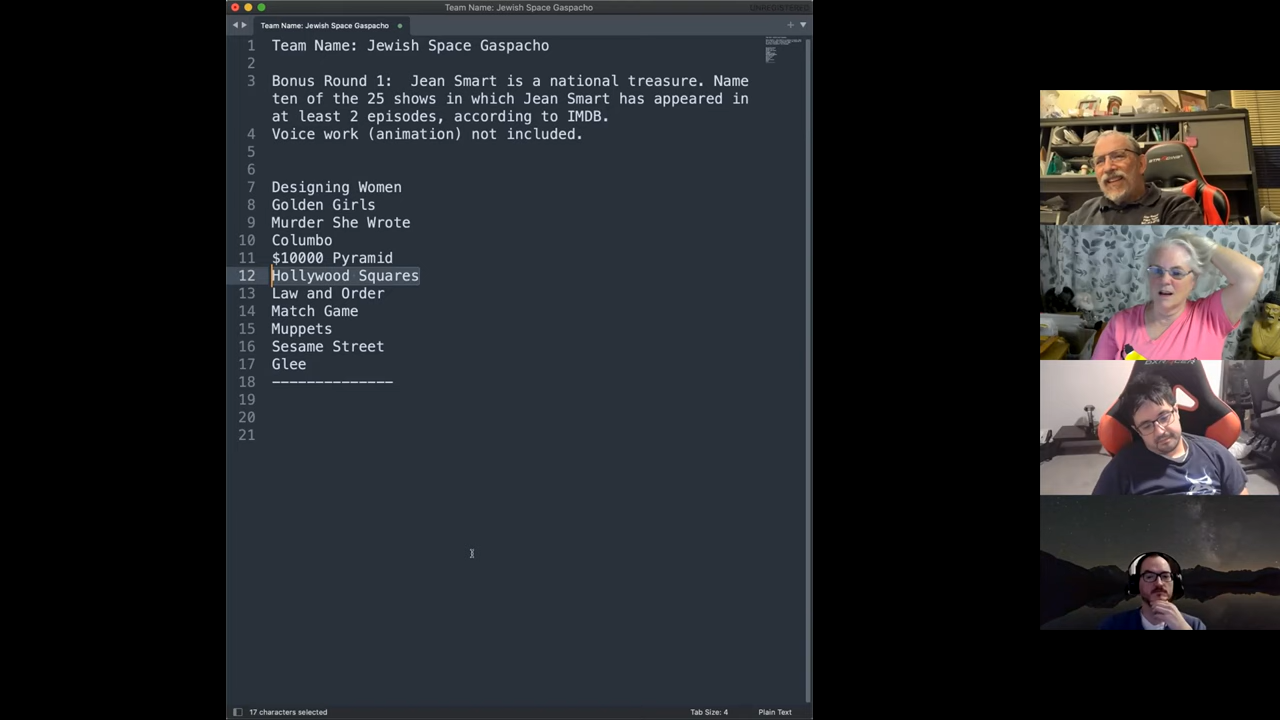 Team Name: Jewish Space Gaspacho
UNREGISTERED
Team Name: Jewish Space Gaspacho
1 Team Name: Jewish Space Gaspacho
2
3 Bonus Round 1:  Jean Smart is a national treasure. Name
ten of the 25 shows in which Jean Smart has appeared in
at least 2 episodes, according to IMDB.
4 Voice work (animation) not included.
5
6
7 Designing Women
8 Golden Girls
9 Murder She Wrote
10 Columbo
11 $10000 Pyramid
12 Hollywood Squares
13 Law and Order
14 Match Game
15 Muppets
16 Sesame Street
17 Glee
18 --------------
19
20
21
17 characters selected
Tab Size: 4
Plain Text